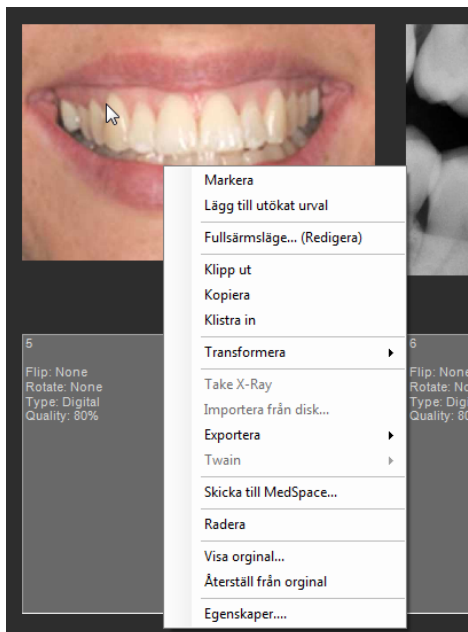 Markera
Lägg till utökat urval
Fullsärmsläge... (Redigera)
Klipp ut
Kopiera
Klistra in
Transformera
Take X-Ray
Importera från disk...
Exportera
Twain
Skicka till MedSpace...
Radera
Visa orginal...
Återställ från orginal
Egenskaper....
5
Flip: None
Rotate: None
Type: Digital
Quality: 80%
6
Flip: None
Rotate: No
Type: Digi
Quality: 80